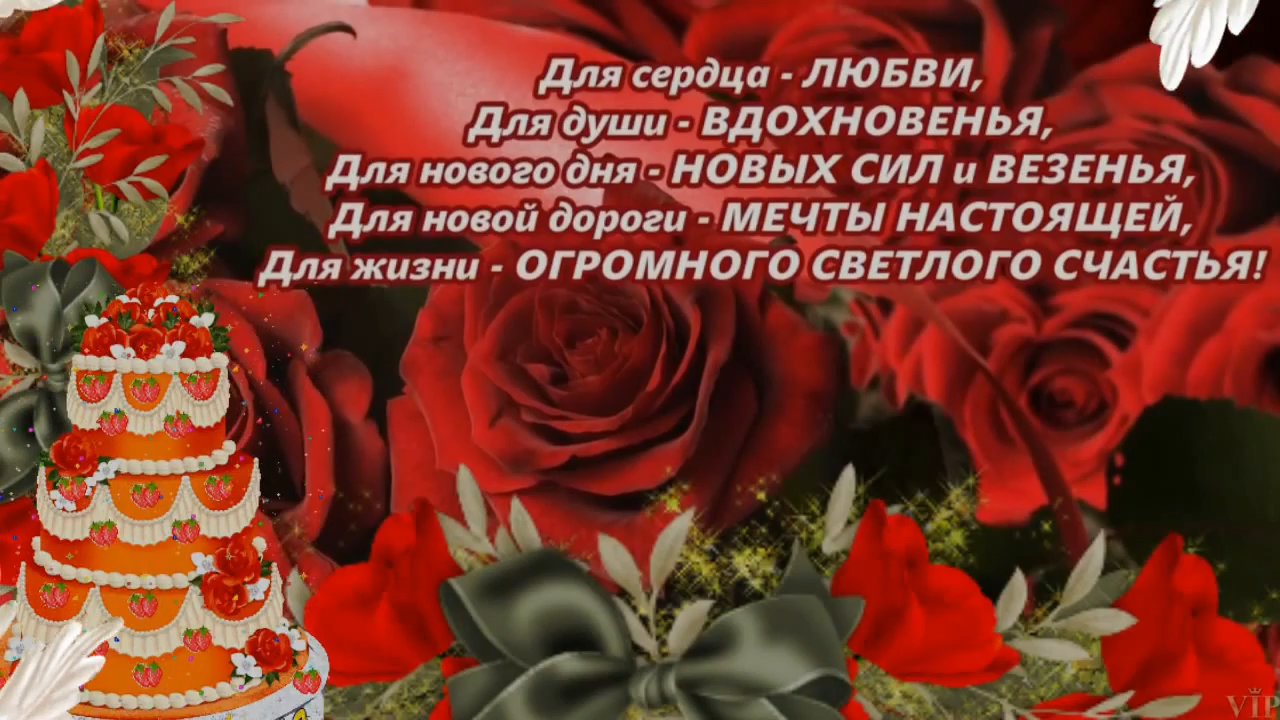 Для сердца - ЛЮБВИ,
Для души - ВДОХНОВЕНЬЯ,
Для нового дня - НОВЫХ СИЛ и ВЕЗЕНЬЯ,
Для новой дороги - МЕЧТЫ НАСТОЯЩЕЙ,
Для жизни - ОГРОМНОГО СВЕТЛОГО СЧАСТЬЯ!
VIP